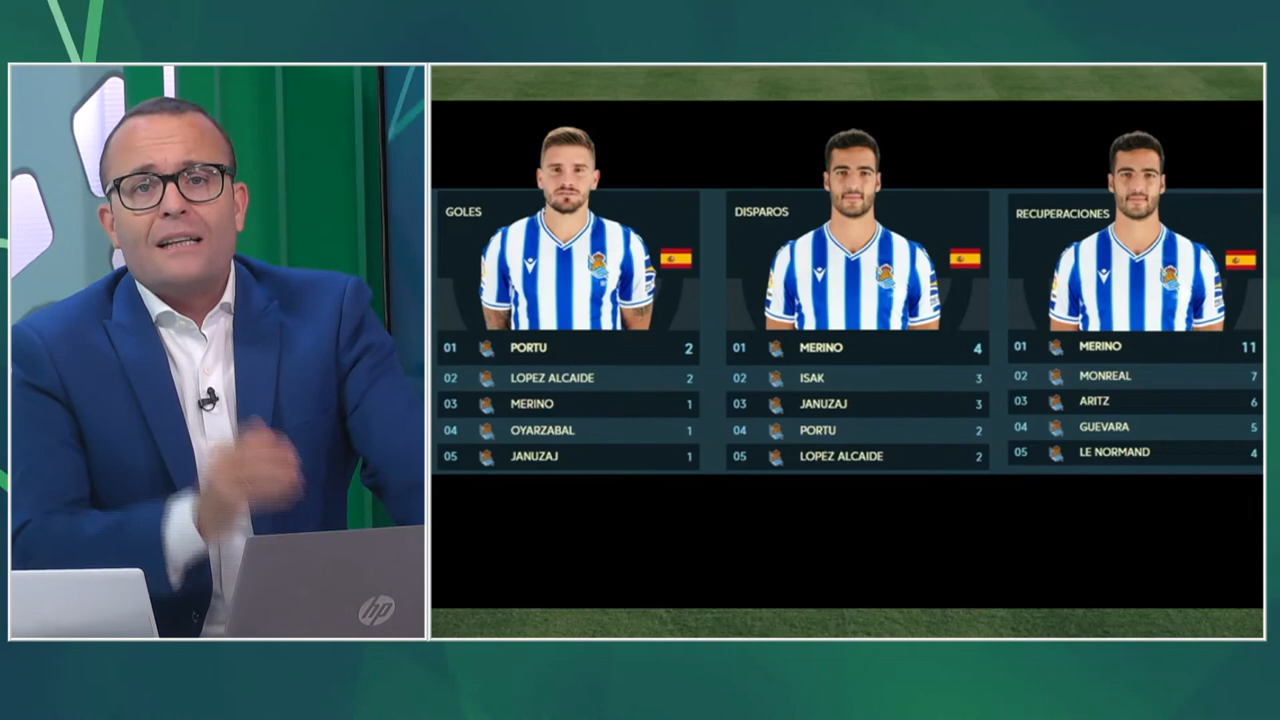 GOLES
01 PORTU 2
02 LOPEZ ALCAIDE 2
03 MERINO 1
04 OYARZABAL 1
05 JANUZAJ 1
DISPAROS
01 MERINO 4
02 ISAK 3
03 JANUZAJ 3
04 PORTU 2
05 LOPEZ ALCAIDE 2
RECUPERACIONES
01 MERINO 11
02 MONREAL 7
03 ARITZ 6
04 GUEVARA 5
05 LE NORMAND 4
hp